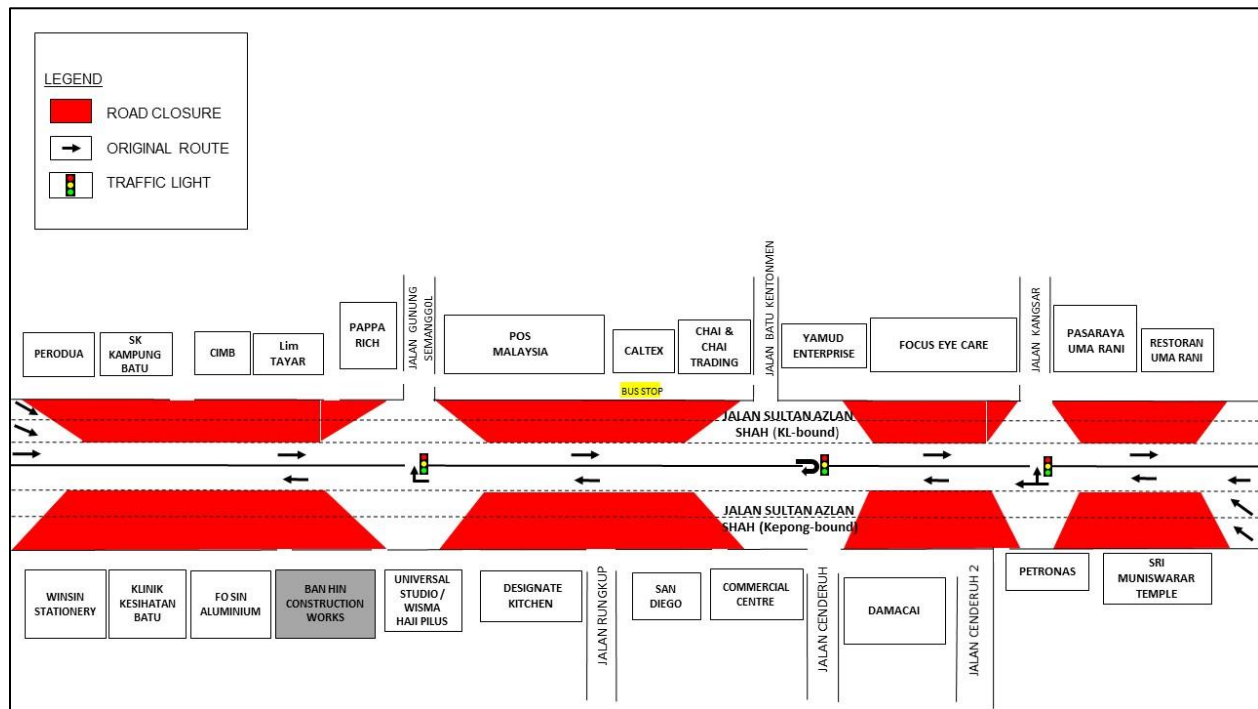 LEGEND
ROAD CLOSURE
ORIGINAL ROUTE
TRAFFIC LIGHT
PERODUA
SK
KAMPUNG
BATU
CIMB
Lim
TAYAR
PAPPA
RICH
JALAN GUNUNG
SEMANGGOL
POS
MALAYSIA
CALTEX
CHAI &
CHAI
TRADING
JALAN BATU KENTONMEN
YAMUD
ENTERPRISE
FOCUS EYE CARE
JALAN KANGSAR
PASARAYA
UMA RANI
RESTORAN
UMA RANI
BUS STOP
JALAN SULTAN AZLAN
SHAH (KL-bound)
JALAN SULTAN AZLAN
SHAH (Kepong-bound)
WINSIN
STATIONERY
KLINIK
KESIHATAN
BATU
FO SIN
ALUMINIUM
BAN HIN
CONSTRUCTION
WORKS
UNIVERSAL
STUDIO /
WISMA
HAJI PILUS
DESIGNATE
KITCHEN
JALAN RUNGKUP
SAN
DIEGO
COMMERCIAL
CENTRE
JALAN CENDERUH
DAMACAI
JALAN CENDERUH 2
PETRONAS
SRI
MUNISWARAR
TEMPLE